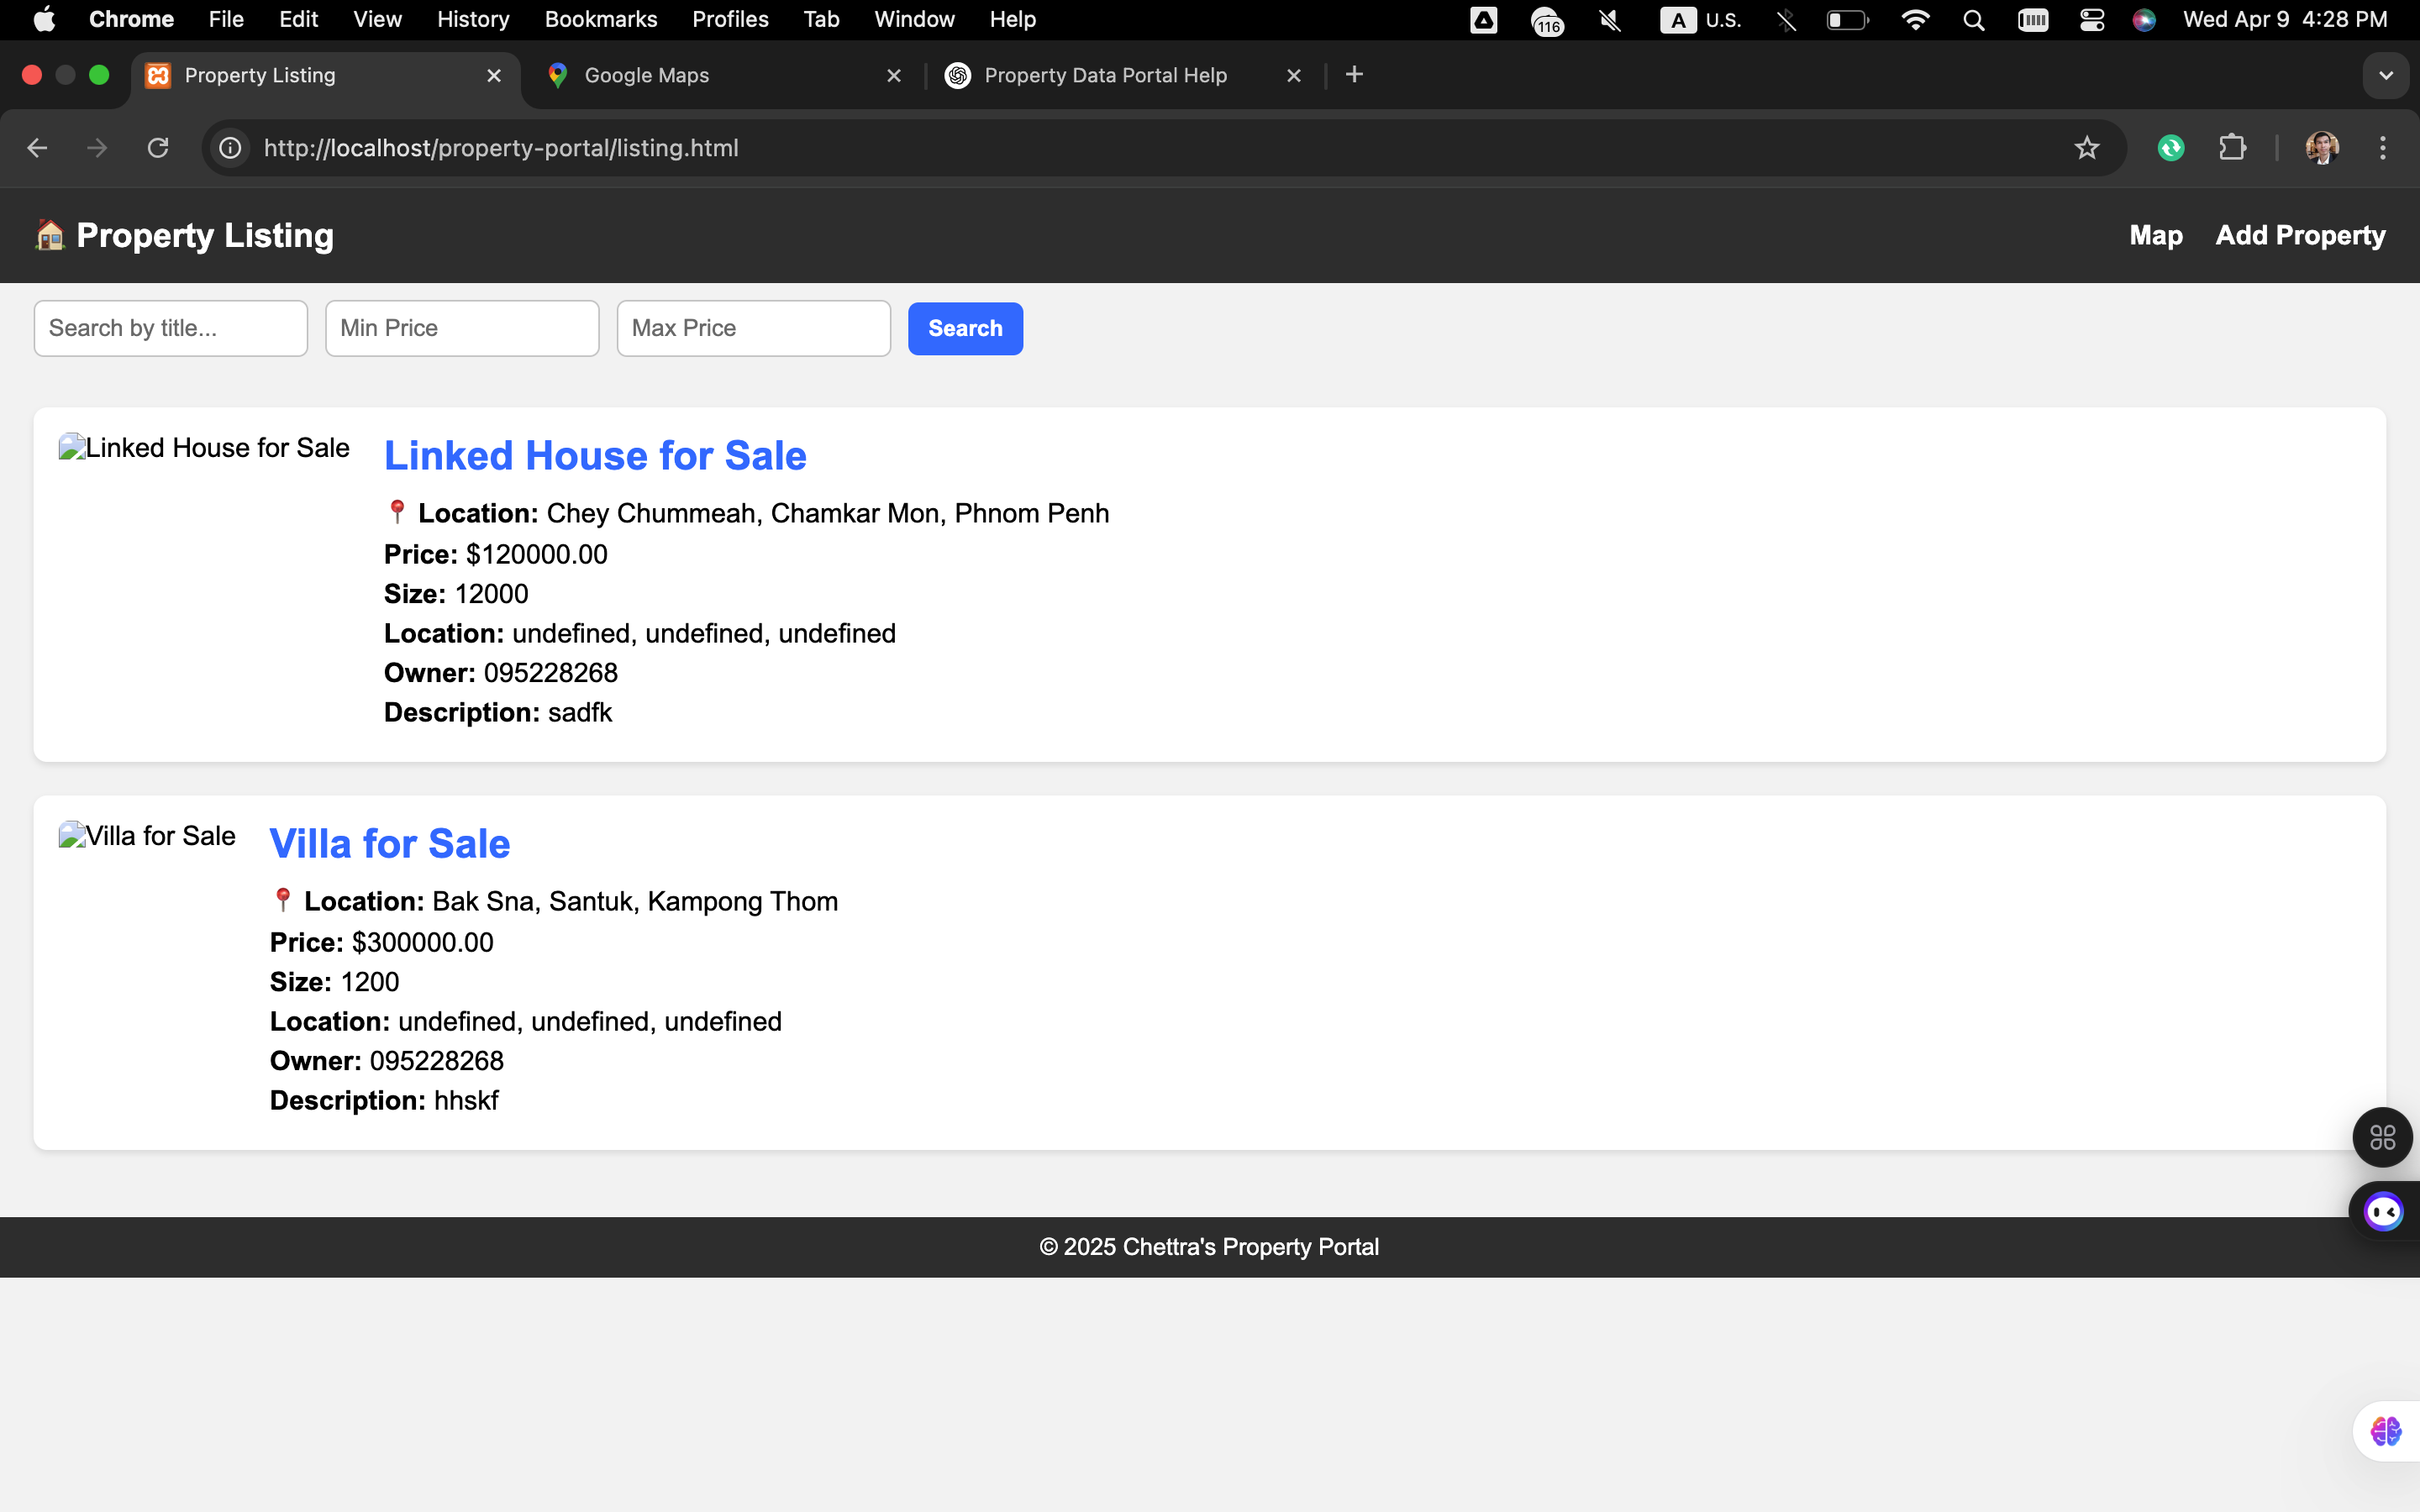 Chrome File Edit View History Bookmarks Profiles Tab Window Help 116 A U.S. Wed Apr 9 4:28 PM
Property Listing Google Maps Property Data Portal Help
http://localhost/property-portal/listing.html
🏠 Property Listing Map Add Property
Search by title... Min Price Max Price Search
Linked House for Sale
Linked House for Sale
📍 Location: Chey Chummeah, Chamkar Mon, Phnom Penh
Price: $120000.00
Size: 12000
Location: undefined, undefined, undefined
Owner: 095228268
Description: sadfk
Villa for Sale
Villa for Sale
📍 Location: Bak Sna, Santuk, Kampong Thom
Price: $300000.00
Size: 1200
Location: undefined, undefined, undefined
Owner: 095228268
Description: hhskf
© 2025 Chettra's Property Portal